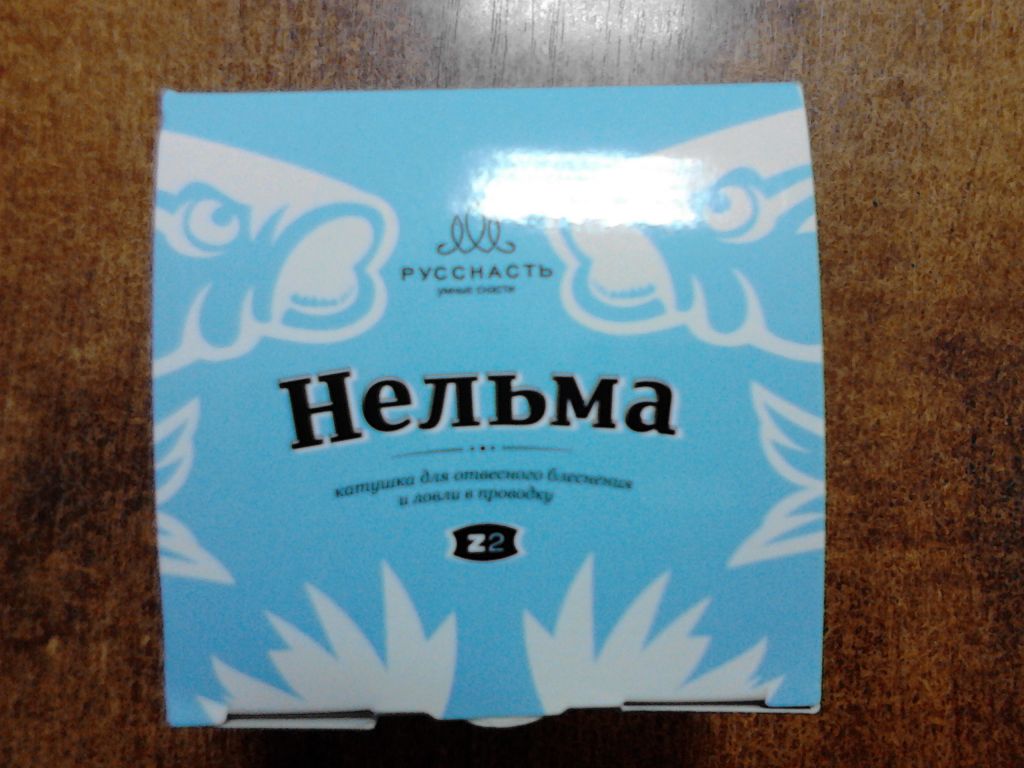 РУССНАСТЬ
умные снасти
Нельма
катушка для отвесного блеснения
и ловли в проводку
Z2